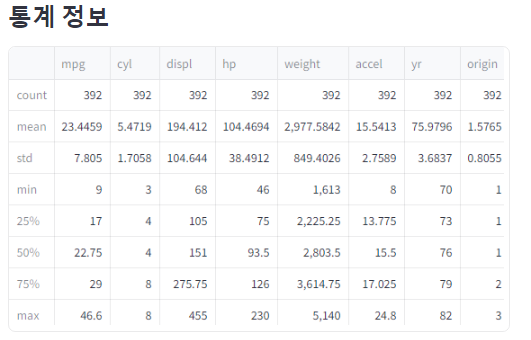 통계 정보
mpg cyl displ hp weight accel yr origin
count 392 392 392 392 392 392 392 392
mean 23.4459 5.4719 194.412 104.4694 2,977.5842 15.5413 75.9796 1.5765
std 7.805 1.7058 104.644 38.4912 849.4026 2.7589 3.6837 0.8055
min 9 3 68 46 1,613 8 70 1
25% 17 4 105 75 2,225.25 13.775 73 1
50% 22.75 4 151 93.5 2,803.5 15.5 76 1
75% 29 8 275.75 126 3,614.75 17.025 79 2
max 46.6 8 455 230 5,140 24.8 82 3